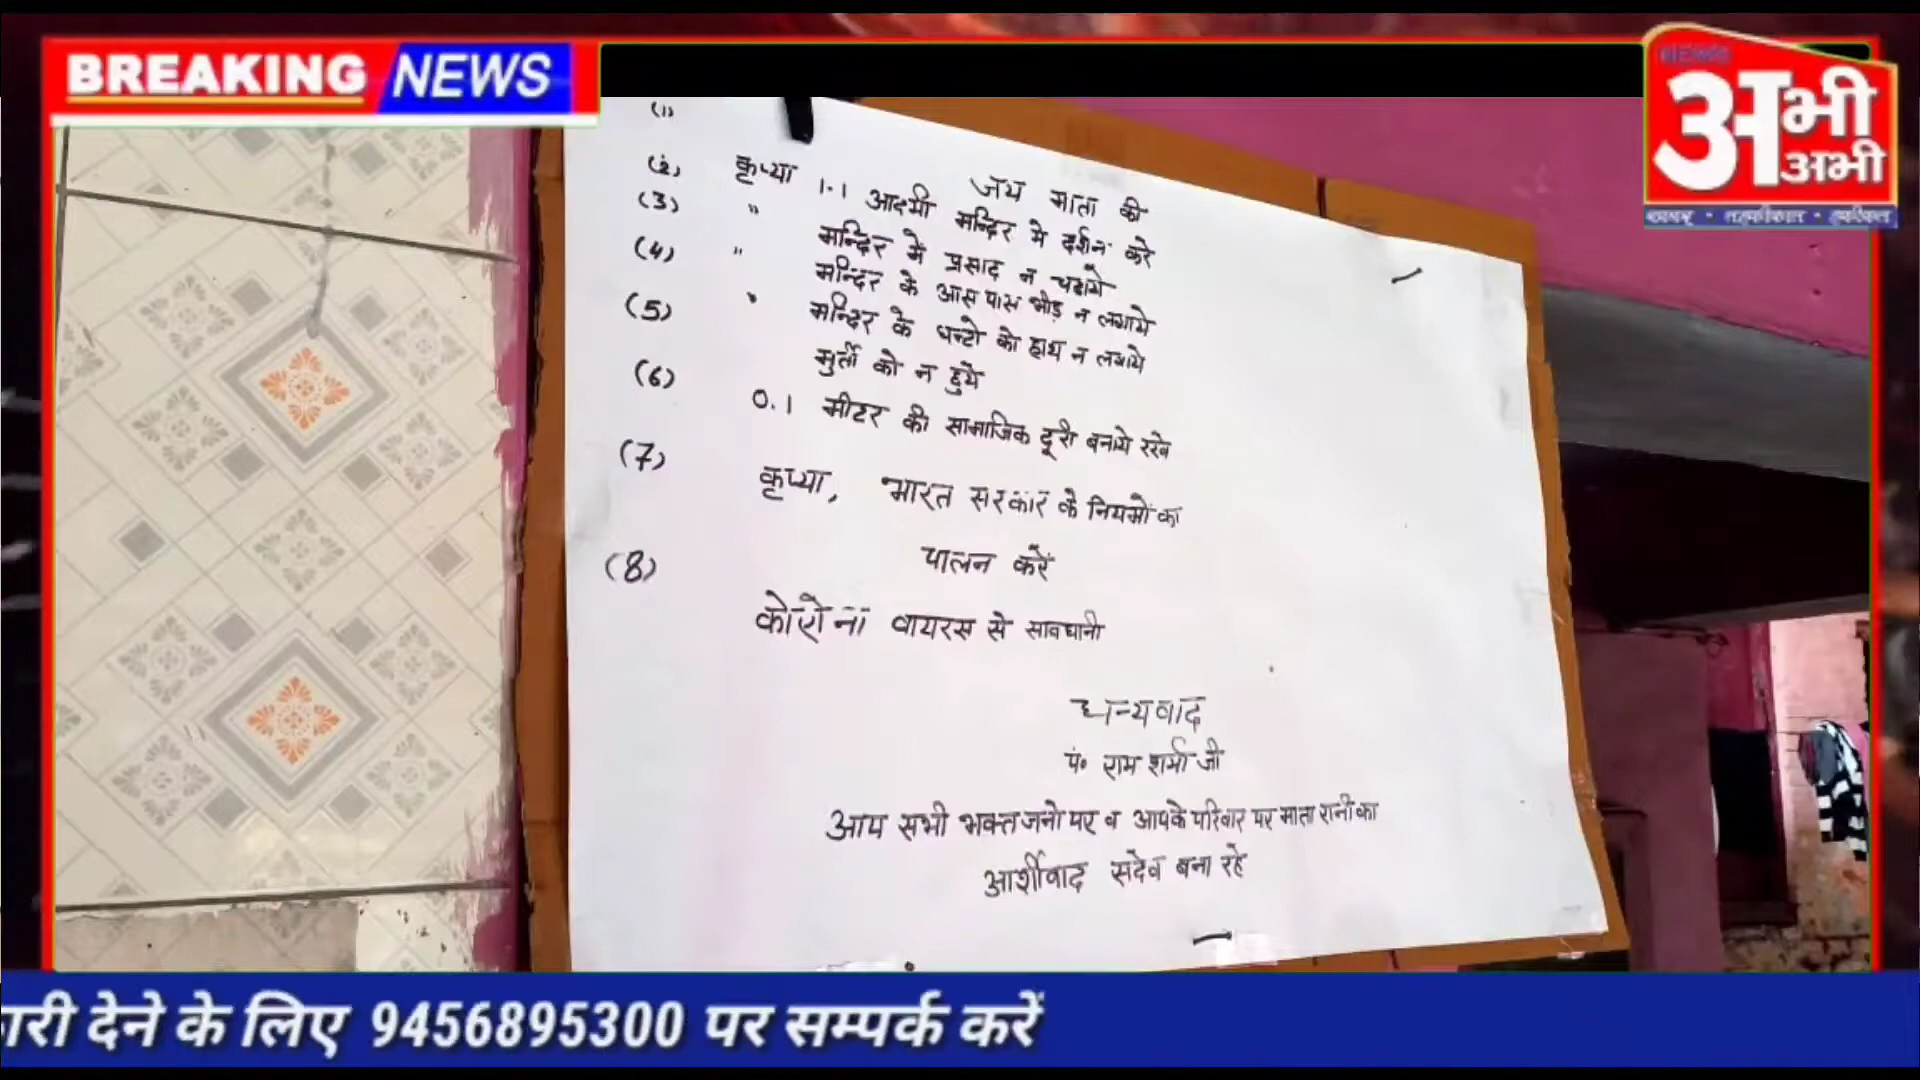 BREAKING NEWS
NEWS
अभी
अभी
(1) जय माता की
(2) कृप्या 1.1 आदमी मन्दिर मे दर्शन करे
(3) " मन्दिर मे प्रसाद न चढाये
(4) " मन्दिर के आस पास भीड़ न लगाये
(5) " मन्दिर के घन्टो को हाथ न लगाये
मुर्ती को न छुये
(6) 0.1 मीटर की सामाजिक दूरी बनाये रखे
(7) कृप्या, भारत सरकार के नियमों का
पालन करें
(8) कोरोना वायरस से सावधानी
धन्यवाद
पं॰ राम शर्मा जी
आप सभी भक्तजनो पर व आपके परिवार पर माता रानी का
आर्शीवाद सदैव बना रहे
ारी देने के लिए 9456895300 पर सम्पर्क करें